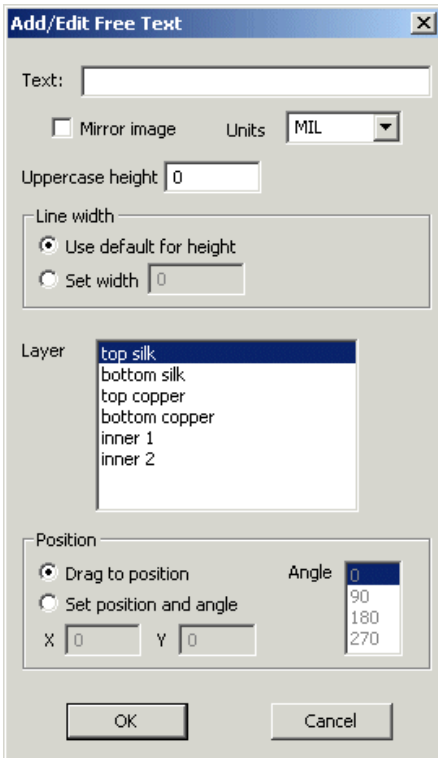 Add/Edit Free Text
Text:
Mirror image Units MIL
Uppercase height 0
Line width
Use default for height
Set width 0
Layer top silk
bottom silk
top copper
bottom copper
inner 1
inner 2
Position
Drag to position Angle 0
90
Set position and angle 180
X 0 Y 0 270
OK Cancel